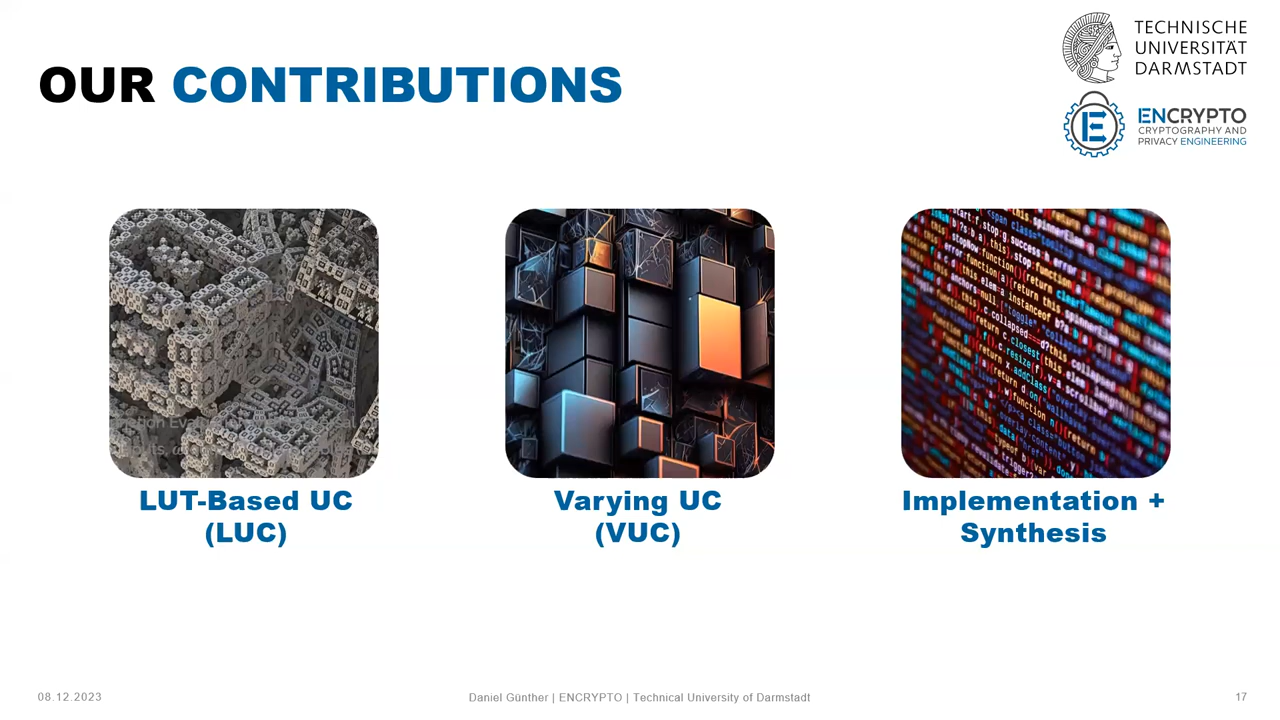 OUR CONTRIBUTIONS
TECHNISCHE
UNIVERSITÄT
DARMSTADT
ENCRYPTO
CRYPTOGRAPHY AND
PRIVACY ENGINEERING
LUT-Based UC
(LUC)
Varying UC
(VUC)
Implementation +
Synthesis
08.12.2023
Daniel Günther | ENCRYPTO | Technical University of Darmstadt
17